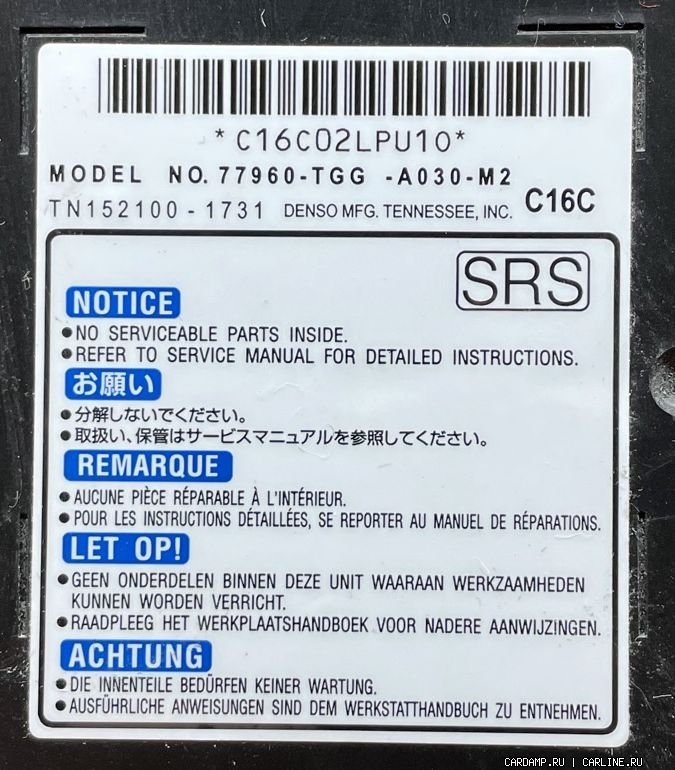 *C16C02LPU10*
MODEL NO. 77960-TGG -A030-M2
TN152100-1731 DENSO MFG. TENNESSEE, INC. C16C
SRS
NOTICE
●NO SERVICEABLE PARTS INSIDE.
●REFER TO SERVICE MANUAL FOR DETAILED INSTRUCTIONS.
お願い
●分解しないでください。
●取扱い、保管はサービスマニュアルを参照してください。
REMARQUE
●AUCUNE PIÈCE RÉPARABLE À L'INTÉRIEUR.
●POUR LES INSTRUCTIONS DÉTAILLÉES, SE REPORTER AU MANUEL DE RÉPARATIONS.
LET OP!
●GEEN ONDERDELEN BINNEN DEZE UNIT WAARAAN WERKZAAMHEDEN
KUNNEN WORDEN VERRICHT.
●RAADPLEEG HET WERKPLAATSHANDBOEK VOOR NADERE AANWIJZINGEN.
ACHTUNG
●DIE INNENTEILE BEDÜRFEN KEINER WARTUNG.
●AUSFÜHRLICHE ANWEISUNGEN SIND DEM WERKSTATTHANDBUCH ZU ENTNEHMEN.
CARDAMP.RU | CARLINE.RU